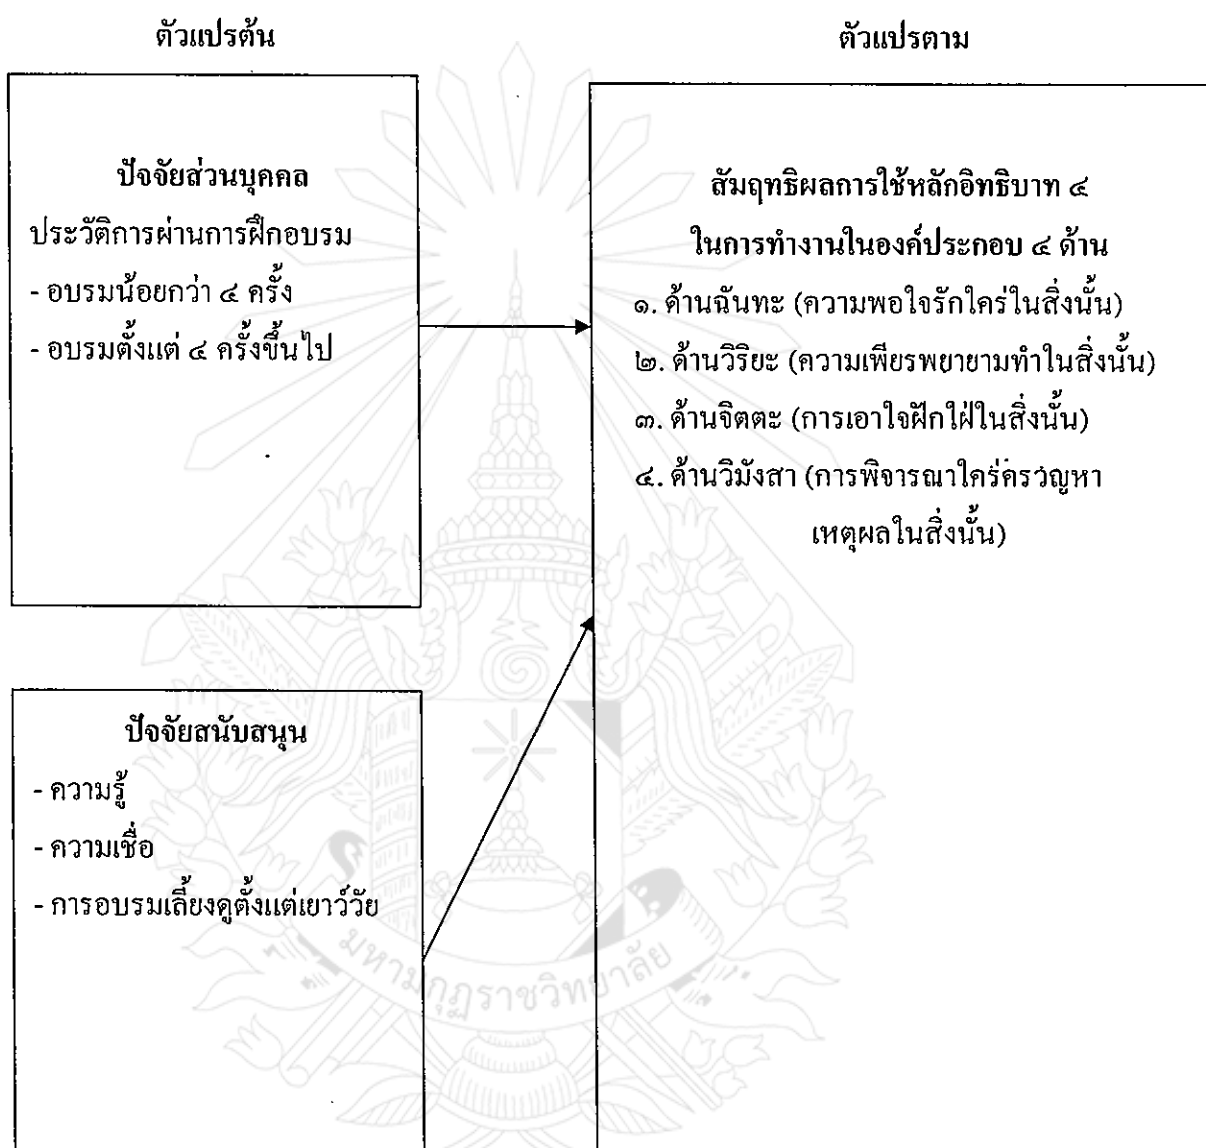 ตัวแปรต้น
ปัจจัยส่วนบุคคล
ประวัติการผ่านการฝึกอบรม
- อบรมน้อยกว่า ๔ ครั้ง
- อบรมตั้งแต่ ๔ ครั้งขึ้นไป
ปัจจัยสนับสนุน
- ความรู้
- ความเชื่อ
- การอบรมเลี้ยงดูตั้งแต่เยาว์วัย
ตัวแปรตาม
สัมฤทธิผลการใช้หลักอิทธิบาท ๔
ในการทำงานในองค์ประกอบ ๔ ด้าน
๑. ด้านฉันทะ (ความพอใจรักใคร่ในสิ่งนั้น)
๒. ด้านวิริยะ (ความเพียรพยายามทำในสิ่งนั้น)
๓. ด้านจิตตะ (การเอาใจฝักใฝ่ในสิ่งนั้น)
๔. ด้านวิมังสา (การพิจารณาใคร่ครวญหา
เหตุผลในสิ่งนั้น)
มหามกุฏราชวิทยาลัย